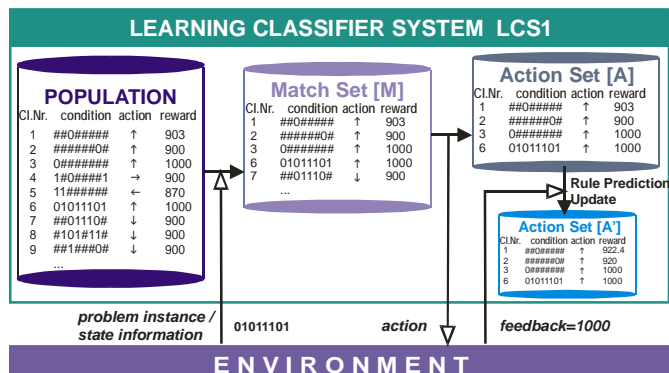 LEARNING CLASSIFIER SYSTEM LCS1
POPULATION
Cl.Nr. condition action reward
1 ##0##### ↑ 903
2 ######0# ↑ 900
3 0####### ↑ 1000
4 1#0####1 → 900
5 11###### ← 870
6 01011101 ↑ 1000
7 ##01110# ↓ 900
8 #101#11# ↓ 900
9 ##1###0# ↓ 900
...
Match Set [M]
Cl.Nr. condition action reward
1 ##0##### ↑ 903
2 ######0# ↑ 900
3 0####### ↑ 1000
6 01011101 ↑ 1000
7 ##01110# ↓ 900
...
Action Set [A]
Cl.Nr. condition action reward
1 ##0##### ↑ 903
2 ######0# ↑ 900
3 0####### ↑ 1000
6 01011101 ↑ 1000
Rule Prediction
Update
Action Set [A']
Cl.Nr. condition action reward
1 ##0##### ↑ 922.4
2 ######0# ↑ 920
3 0####### ↑ 1000
6 01011101 ↑ 1000
problem instance /
state information
01011101
action
feedback=1000
ENVIRONMENT